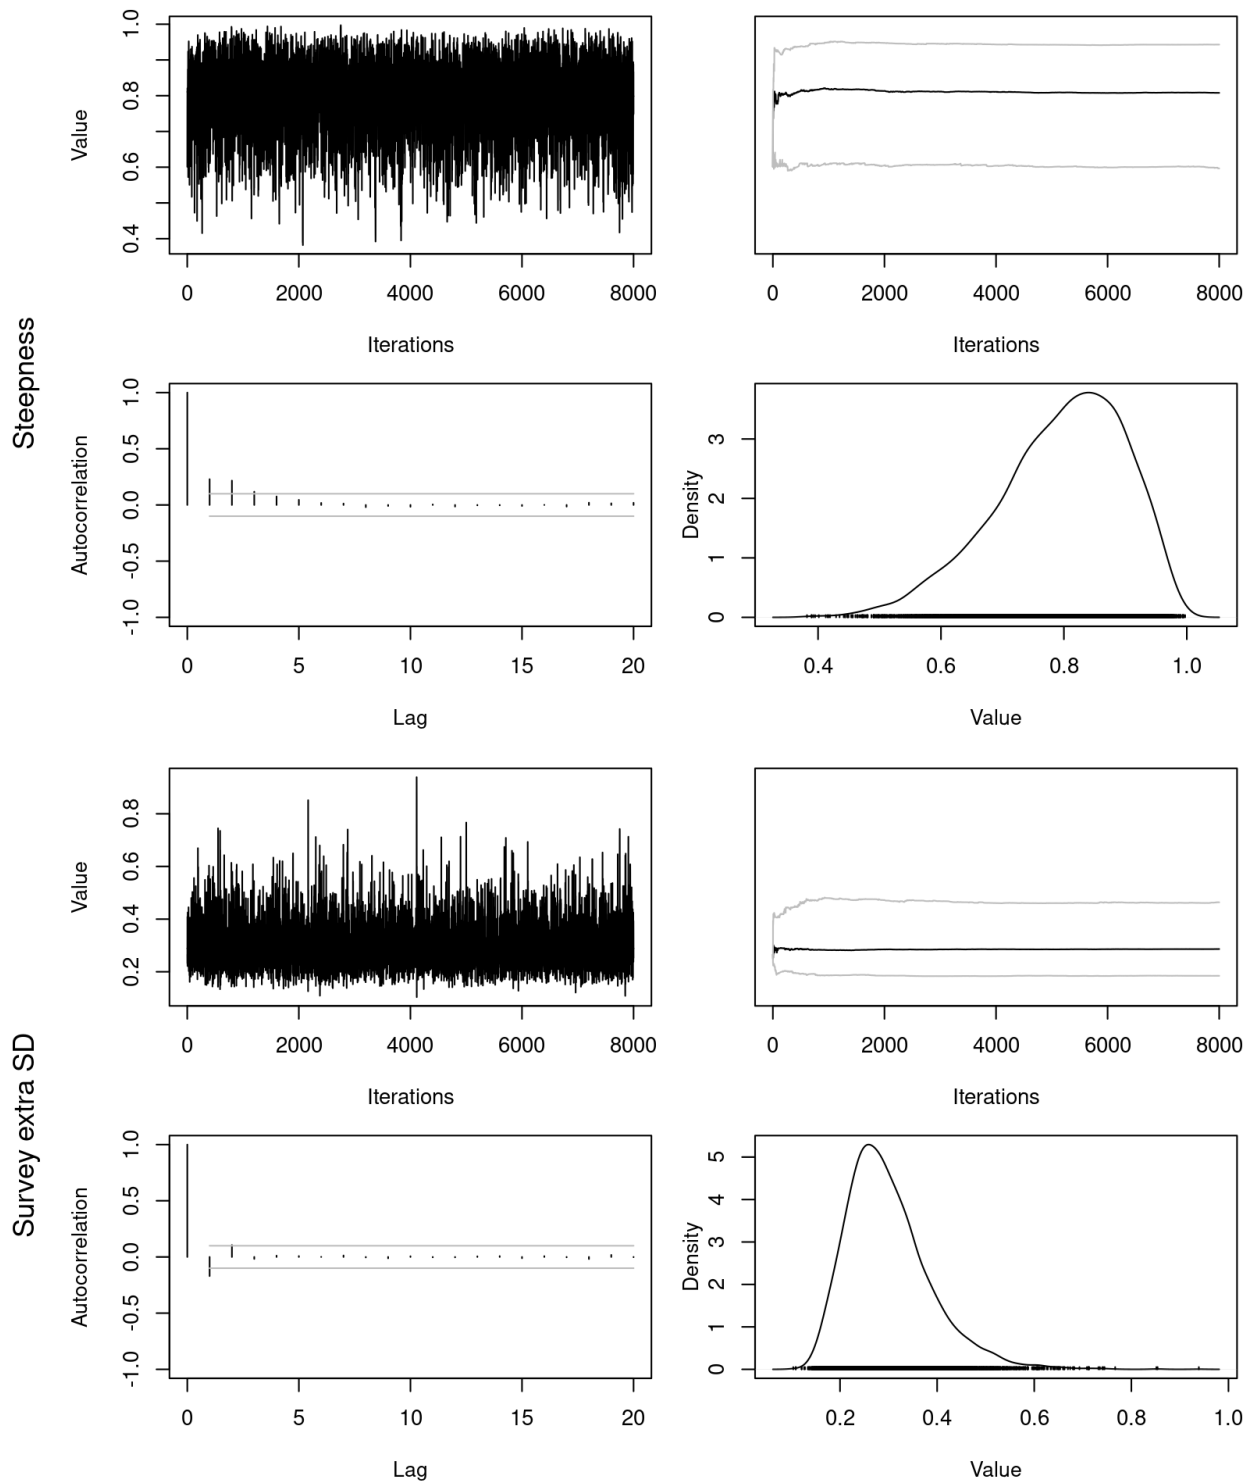 Steepness
Value
0.4 0.6 0.8 1.0
0 2000 4000 6000 8000
Iterations
0 2000 4000 6000 8000
Iterations
Autocorrelation
-1.0 -0.5 0.0 0.5 1.0
0 5 10 15 20
Lag
Density
0 1 2 3
0.4 0.6 0.8 1.0
Value
Survey extra SD
Value
0.2 0.4 0.6 0.8
0 2000 4000 6000 8000
Iterations
0 2000 4000 6000 8000
Iterations
Autocorrelation
-1.0 -0.5 0.0 0.5 1.0
0 5 10 15 20
Lag
Density
0 1 2 3 4 5
0.2 0.4 0.6 0.8 1.0
Value